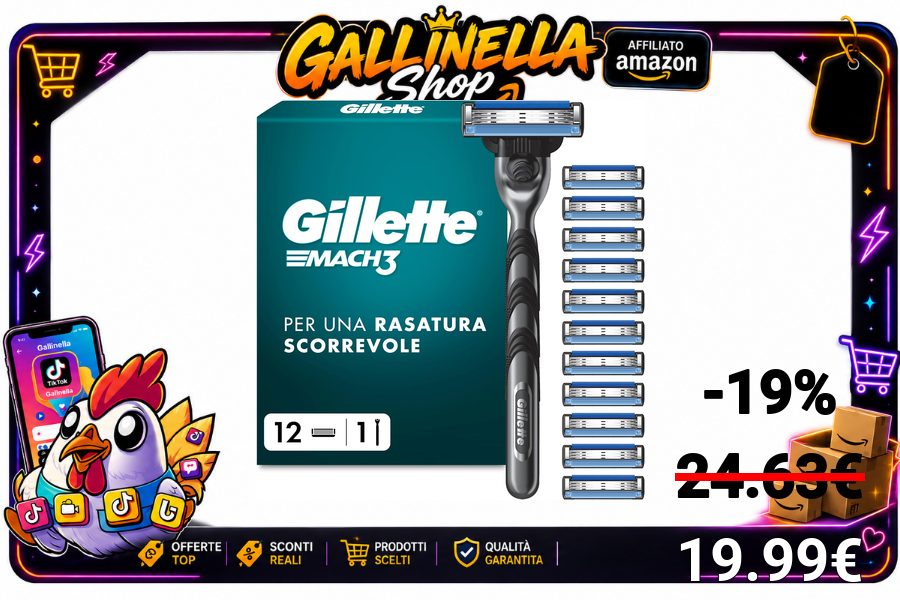 GALLINELLA
Shop
AFFILIATO
amazon
Gillette
Gillette
MACH3
PER UNA RASATURA
SCORREVOLE
12 | 1
Gillette
Gallinella
TikTok
Gallinella
-19%
24.63€
19.99€
OFFERTE
TOP
SCONTI
REALI
PRODOTTI
SCELTI
QUALITÀ
GARANTITA